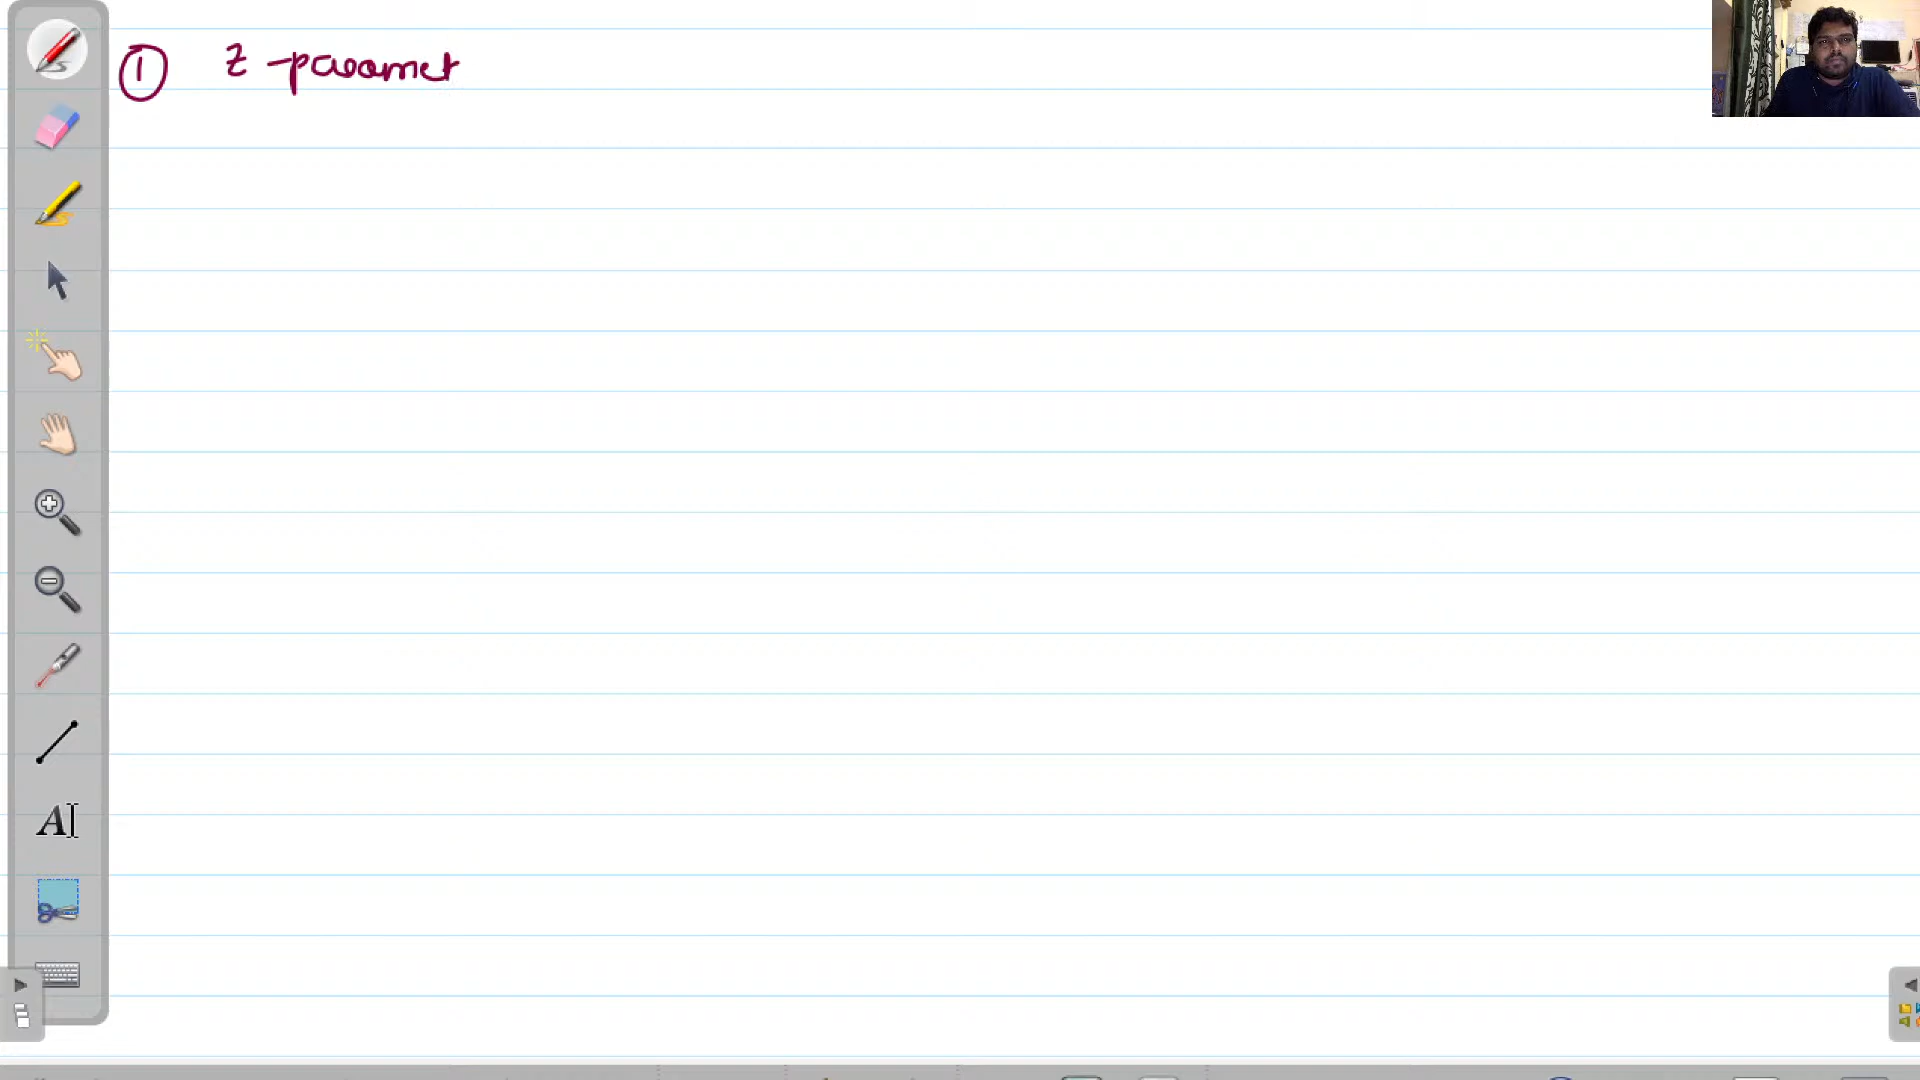 ① Z - paramet